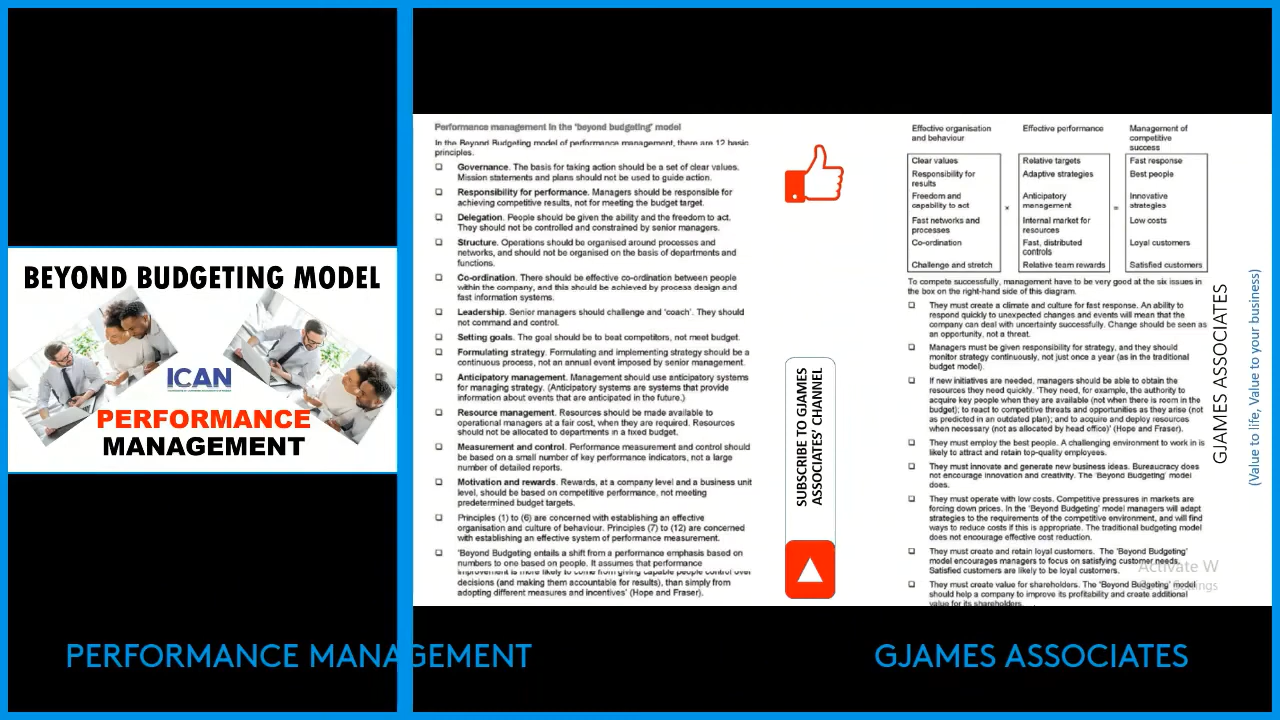 BEYOND BUDGETING MODEL
ICAN
PERFORMANCE
MANAGEMENT
Performance management in the 'beyond budgeting' model
In the Beyond Budgeting model of performance management, there are 12 basic
principles.
Governance. The basis for taking action should be a set of clear values.
Mission statements and plans should not be used to guide action.
Responsibility for performance. Managers should be responsible for
achieving competitive results, not for meeting the budget target.
Delegation. People should be given the ability and the freedom to act.
They should not be controlled and constrained by senior managers.
Structure. Operations should be organised around processes and
networks, and should not be organised on the basis of departments and
functions.
Co-ordination. There should be effective co-ordination between people
within the company, and this should be achieved by process design and
fast information systems.
Leadership. Senior managers should challenge and 'coach'. They should
not command and control.
Setting goals. The goal should be to beat competitors, not meet budget.
Formulating strategy. Formulating and implementing strategy should be a
continuous process, not an annual event imposed by senior management.
Anticipatory management. Management should use anticipatory systems
for managing strategy. (Anticipatory systems are systems that provide
information about events that are anticipated in the future.)
Resource management. Resources should be made available to
operational managers at a fair cost, when they are required. Resources
should not be allocated to departments in a fixed budget.
Measurement and control. Performance measurement and control should
be based on a small number of key performance indicators, not a large
number of detailed reports.
Motivation and rewards. Rewards, at a company level and a business unit
level, should be based on competitive performance, not meeting
predetermined budget targets.
Principles (1) to (6) are concerned with establishing an effective
organisation and culture of behaviour. Principles (7) to (12) are concerned
with establishing an effective system of performance measurement.
'Beyond Budgeting entails a shift from a performance emphasis based on
numbers to one based on people. It assumes that performance
improvement is more likely to come from giving capable people control over
decisions (and making them accountable for results), than simply from
adopting different measures and incentives' (Hope and Fraser).
SUBSCRIBE TO GJAMES
ASSOCIATES' CHANNEL
Effective organisation
and behaviour
Clear values
Responsibility for
results
Freedom and
capability to act
Fast networks and
processes
Co-ordination
Challenge and stretch
×
Effective performance
Relative targets
Adaptive strategies
Anticipatory
management
Internal market for
resources
Fast, distributed
controls
Relative team rewards
=
Management of
competitive
success
Fast response
Best people
Innovative
strategies
Low costs
Loyal customers
Satisfied customers
To compete successfully, management have to be very good at the six issues in
the box on the right-hand side of this diagram.
They must create a climate and culture for fast response. An ability to
respond quickly to unexpected changes and events will mean that the
company can deal with uncertainty successfully. Change should be seen as
an opportunity, not a threat.
Managers must be given responsibility for strategy, and they should
monitor strategy continuously, not just once a year (as in the traditional
budget model).
If new initiatives are needed, managers should be able to obtain the
resources they need quickly. 'They need, for example, the authority to
acquire key people when they are available (not when there is room in the
budget); to react to competitive threats and opportunities as they arise (not
as predicted in an outdated plan); and to acquire and deploy resources
when necessary (not as allocated by head office)' (Hope and Fraser).
They must employ the best people. A challenging environment to work in is
likely to attract and retain top-quality employees.
They must innovate and generate new business ideas. Bureaucracy does
not encourage innovation and creativity. The 'Beyond Budgeting' model
does.
They must operate with low costs. Competitive pressures in markets are
forcing down prices. In the 'Beyond Budgeting' model managers will adapt
strategies to the requirements of the competitive environment, and will find
ways to reduce costs if this is appropriate. The traditional budgeting model
does not encourage effective cost reduction.
They must create and retain loyal customers. The 'Beyond Budgeting'
model encourages managers to focus on satisfying customer needs.
Satisfied customers are likely to be loyal customers.
They must create value for shareholders. The 'Beyond Budgeting' model
should help a company to improve its profitability and create additional
value for its shareholders.
Activate W
GJAMES ASSOCIATES
(Value to life, Value to your business)
PERFORMANCE MANAGEMENT
GJAMES ASSOCIATES